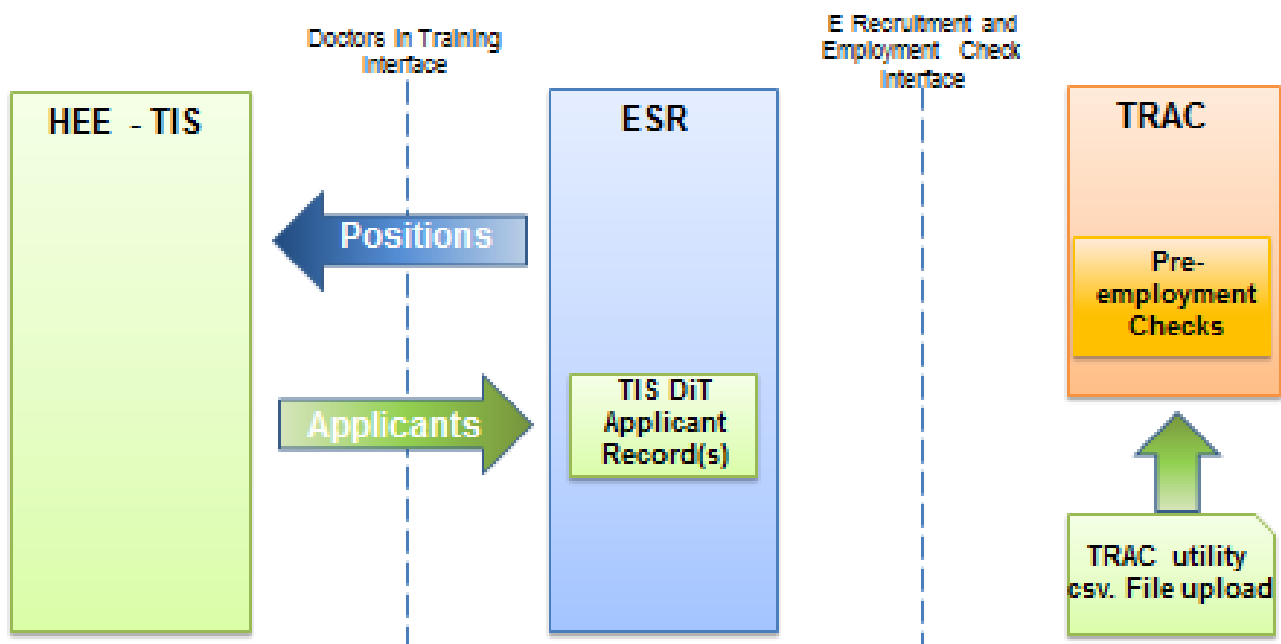 Doctors in Training
Interface
E Recruitment and
Employment Check
Interface
HEE - TIS
ESR
TRAC
Positions
Pre-
employment
Checks
TIS DiT
Applicant
Record(s)
Applicants
TRAC utility
csv. File upload